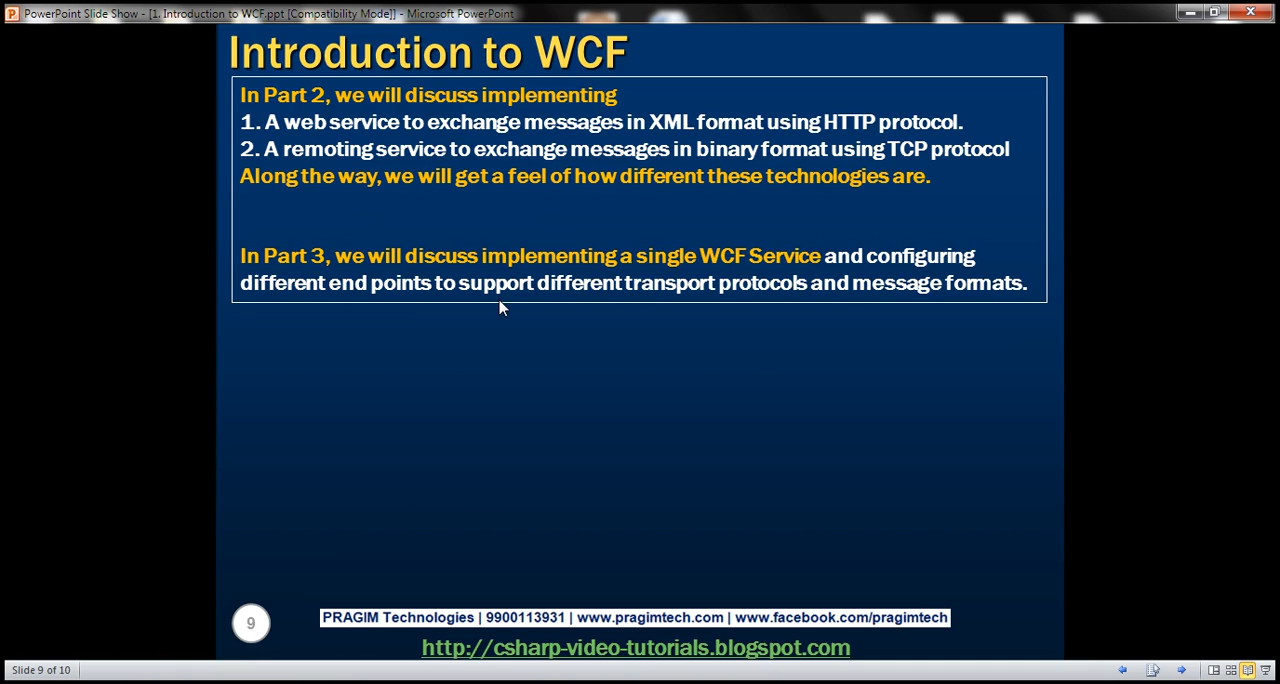 PowerPoint Slide Show - [1. Introduction to WCF.ppt [Compatibility Mode]] - Microsoft PowerPoint
Introduction to WCF
In Part 2, we will discuss implementing
1. A web service to exchange messages in XML format using HTTP protocol.
2. A remoting service to exchange messages in binary format using TCP protocol
Along the way, we will get a feel of how different these technologies are.
In Part 3, we will discuss implementing a single WCF Service and configuring
different end points to support different transport protocols and message formats.
9
PRAGIM Technologies | 9900113931 | www.pragimtech.com | www.facebook.com/pragimtech
http://csharp-video-tutorials.blogspot.com
Slide 9 of 10